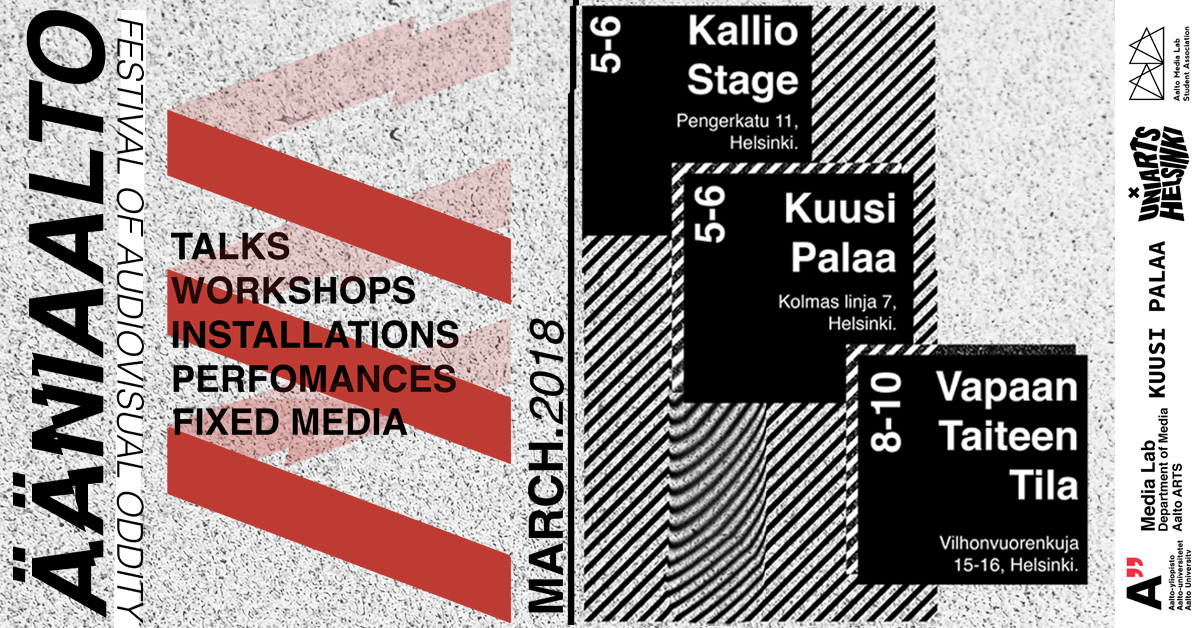 ÄÄNIAALTO
FESTIVAL OF AUDIOVISUAL ODDITY
TALKS
WORKSHOPS
INSTALLATIONS
PERFOMANCES
FIXED MEDIA
MARCH.2018
5-6
Kallio
Stage
Pengerkatu 11,
Helsinki.
5-6
Kuusi
Palaa
Kolmas linja 7,
Helsinki.
8-10
Vapaan
Taiteen
Tila
Vilhonvuorenkuja
15-16, Helsinki.
Aalto Media Lab
Student Association
UNIARTS
HELSINKI
KUUSI PALAA
Media Lab
Department of Media
Aalto ARTS
A”
Aalto-yliopisto
Aalto-universitetet
Aalto University